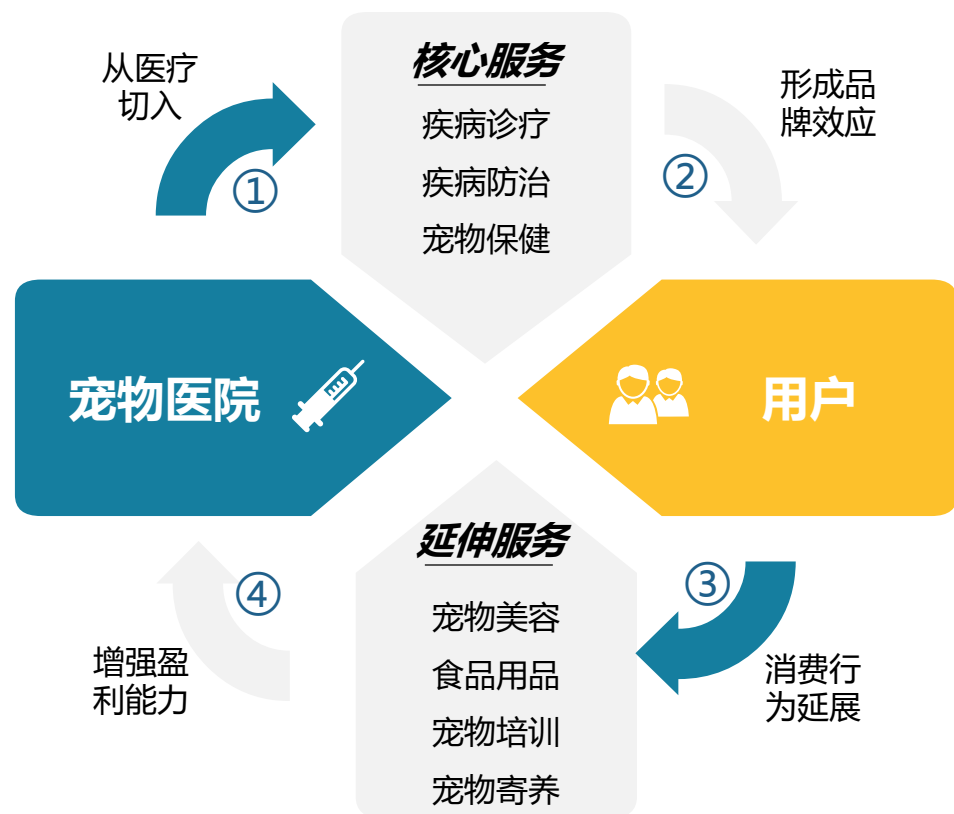 从医疗
切入
①
核心服务
疾病诊疗
疾病防治
宠物保健
形成品
牌效应
②
宠物医院
用户
延伸服务
宠物美容
食品用品
宠物培训
宠物寄养
③
消费行
为延展
④
增强盈
利能力